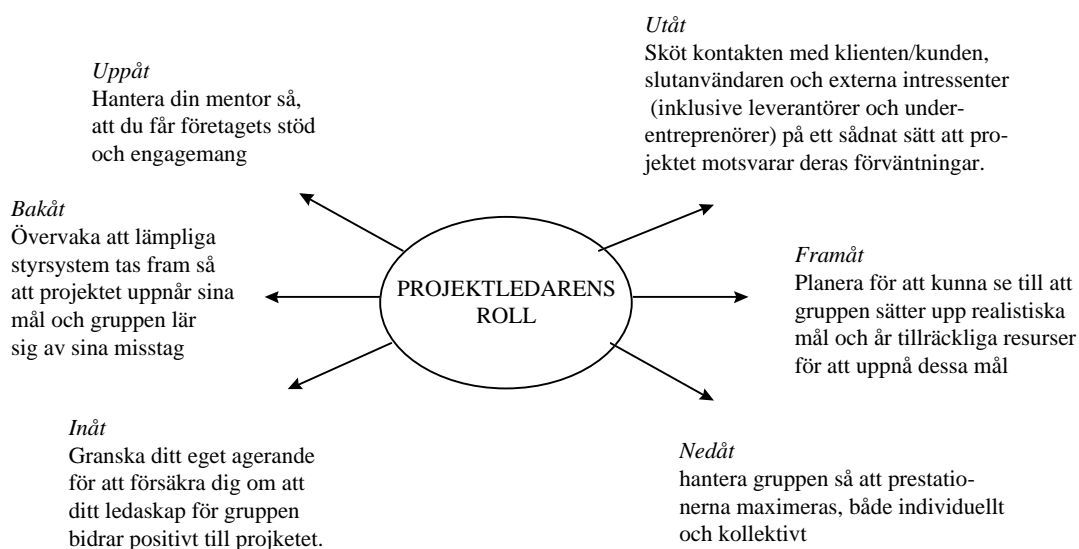 Utåt
Sköt kontakten med klienten/kunden,
slutanvändaren och externa intressenter
(inklusive leverantörer och under-
entreprenörer) på ett sådnat sätt att pro-
jektet motsvarar deras förväntningar.
Uppåt
Hantera din mentor så,
att du får företagets stöd
och engagemang
Bakåt
Övervaka att lämpliga
styrsystem tas fram så
att projektet uppnår sina
mål och gruppen lär
sig av sina misstag
PROJEKTLEDARENS
ROLL
Framåt
Planera för att kunna se till att
gruppen sätter upp realistiska
mål och år tillräckliga resurser
för att uppnå dessa mål
Inåt
Granska ditt eget agerande
för att försäkra dig om att
ditt ledaskap för gruppen
bidrar positivt till projketet.
Nedåt
hantera gruppen så att prestatio-
nerna maximeras, både individuellt
och kollektivt